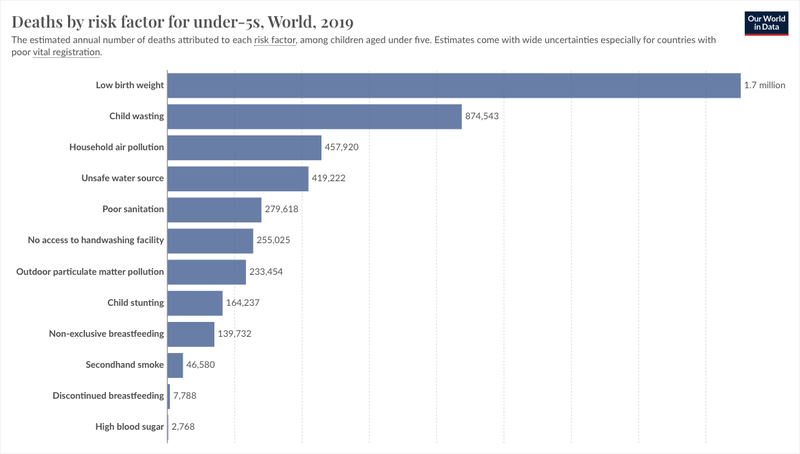 Deaths by risk factor for under-5s, World, 2019
Our World
in Data
The estimated annual number of deaths attributed to each risk factor, among children aged under five. Estimates come with wide uncertainties especially for countries with
poor vital registration.
Low birth weight 1.7 million
Child wasting 874,543
Household air pollution 457,920
Unsafe water source 419,222
Poor sanitation 279,618
No access to handwashing facility 255,025
Outdoor particulate matter pollution 233,454
Child stunting 164,237
Non-exclusive breastfeeding 139,732
Secondhand smoke 46,580
Discontinued breastfeeding 7,788
High blood sugar 2,768